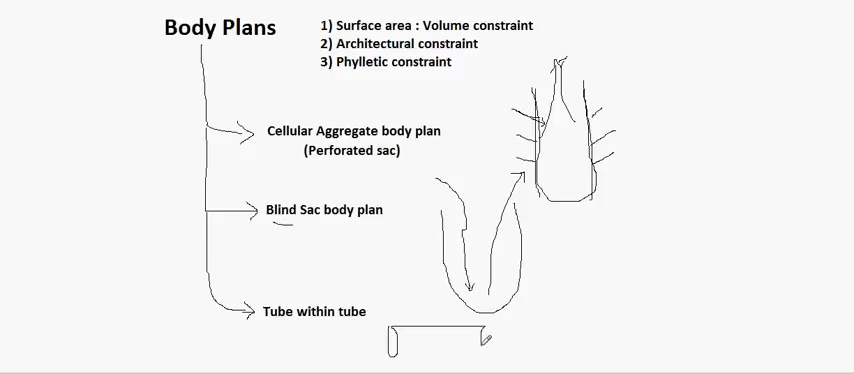 Body Plans
1) Surface area : Volume constraint
2) Architectural constraint
3) Phylletic constraint
Cellular Aggregate body plan
(Perforated sac)
Blind Sac body plan
Tube within tube